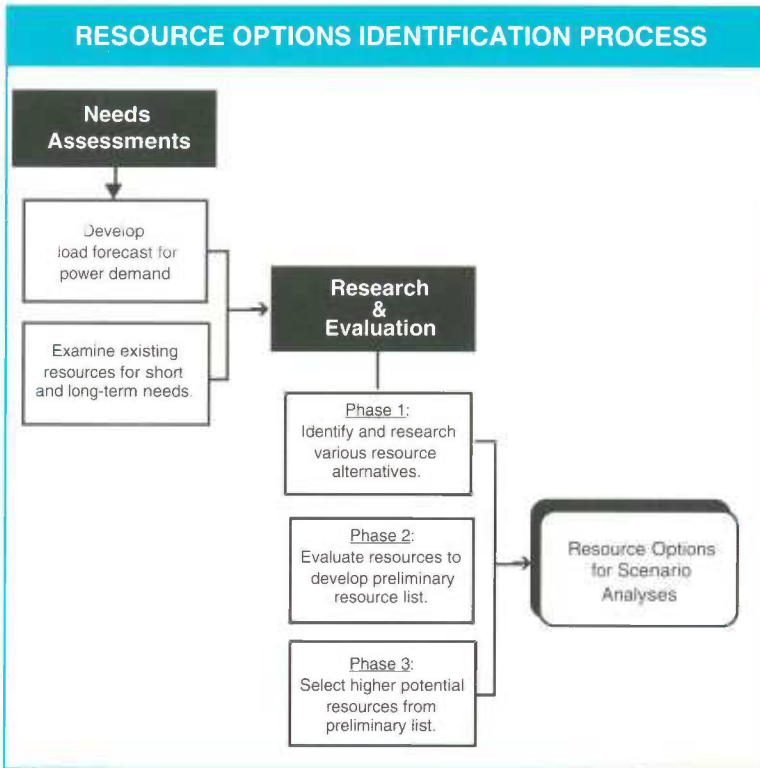 RESOURCE OPTIONS IDENTIFICATION PROCESS
Needs
Assessments
Develop
load forecast for
power demand
Examine existing
resources for short
and long-term needs.
Research
&
Evaluation
Phase 1:
Identify and research
various resource
alternatives.
Phase 2:
Evaluate resources to
develop preliminary
resource list.
Phase 3:
Select higher potential
resources from
preliminary list.
Resource Options
for Scenario
Analyses